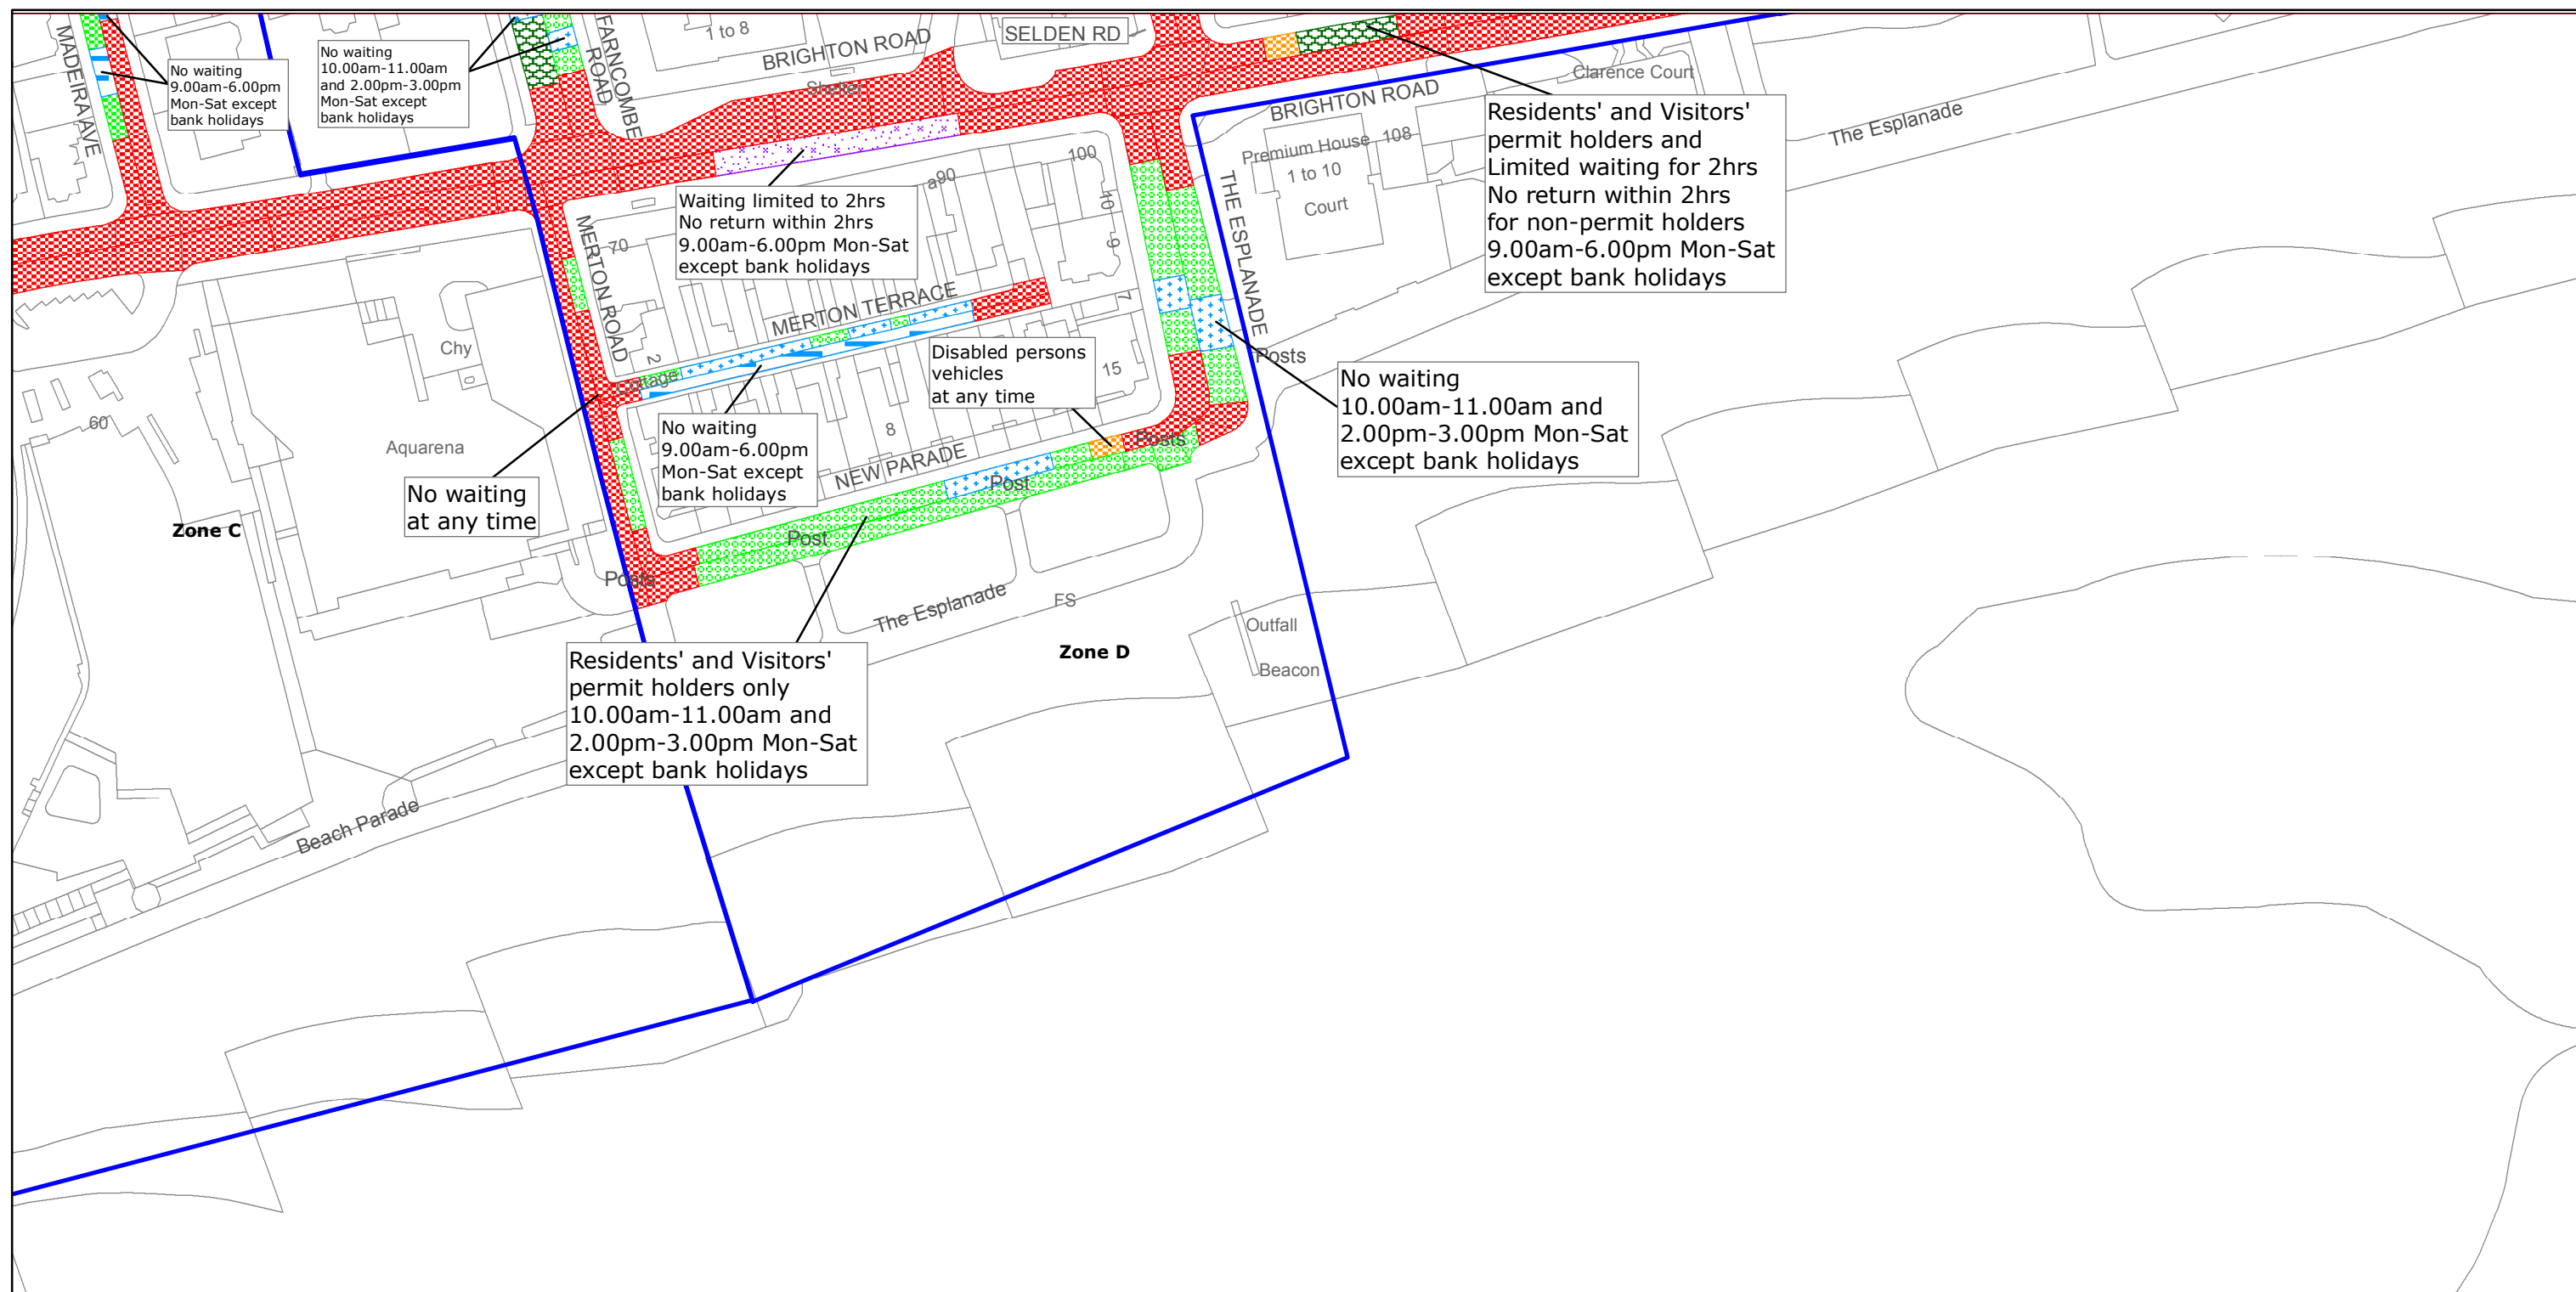 MADEIRA AVE
No waiting
9.00am-6.00pm
Mon-Sat except
bank holidays
No waiting
10.00am-11.00am
and 2.00pm-3.00pm
Mon-Sat except
bank holidays
FARNCOMBE
ROAD
1 to 8
BRIGHTON ROAD
Shelter
SELDEN RD
Clarence Court
BRIGHTON ROAD
The Esplanade
Residents' and Visitors'
permit holders and
Limited waiting for 2hrs
No return within 2hrs
for non-permit holders
9.00am-6.00pm Mon-Sat
except bank holidays
Premium House
108
1 to 10
Court
100
a90
10
9
7
15
THE ESPLANADE
Waiting limited to 2hrs
No return within 2hrs
9.00am-6.00pm Mon-Sat
except bank holidays
70
MERTON ROAD
MERTON TERRACE
2
Cottage
Chy
60
Aquarena
Disabled persons
vehicles
at any time
Posts
No waiting
10.00am-11.00am and
2.00pm-3.00pm Mon-Sat
except bank holidays
No waiting
9.00am-6.00pm
Mon-Sat except
bank holidays
8
Posts
NEW PARADE
Post
No waiting
at any time
Zone C
Post
Posts
The Esplanade
FS
Zone D
Outfall
Beacon
Residents' and Visitors'
permit holders only
10.00am-11.00am and
2.00pm-3.00pm Mon-Sat
except bank holidays
Beach Parade